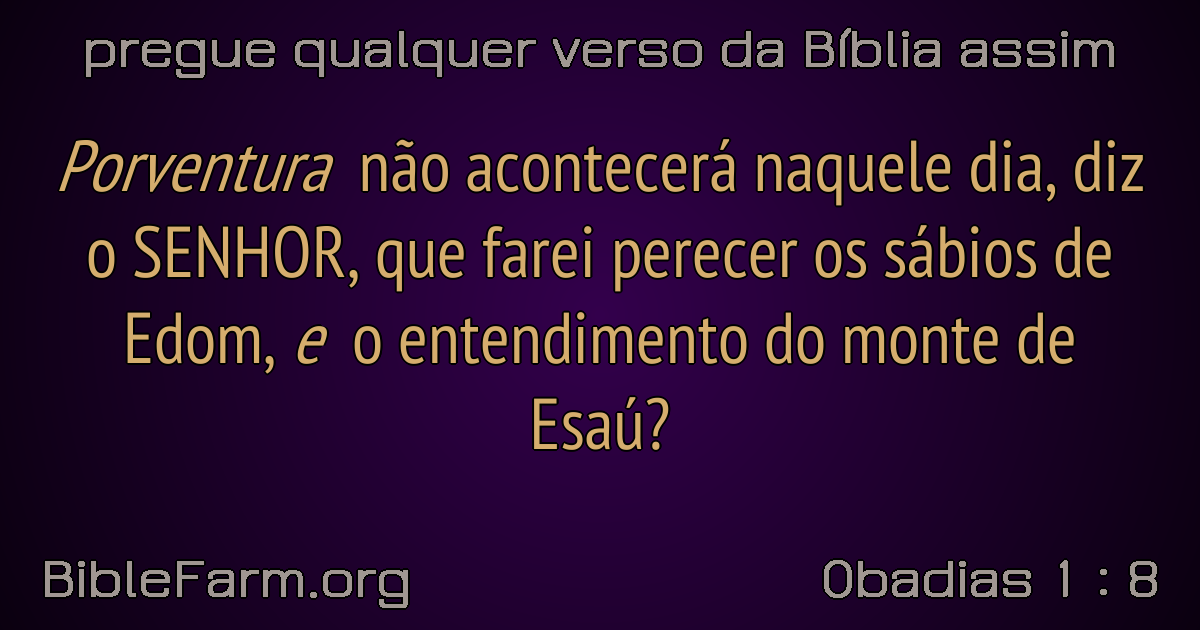 pregue qualquer verso da Bíblia assim
Porventura não acontecerá naquele dia, diz
o SENHOR, que farei perecer os sábios de
Edom, e o entendimento do monte de
Esaú?
BibleFarm.org
Obadias 1 : 8